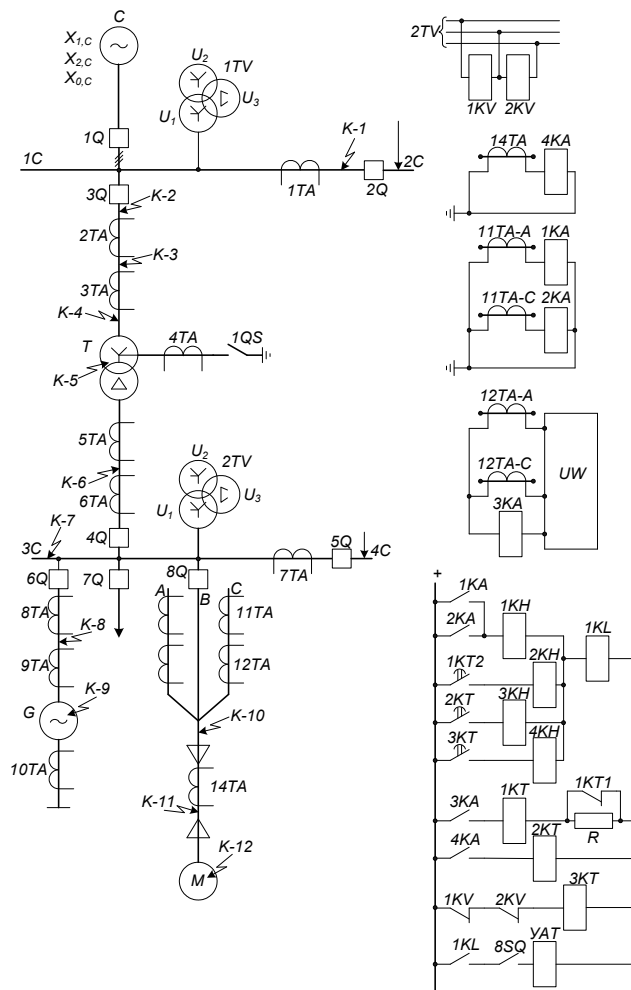 C
X1,C
X2,C
X0,C
U2
1TV
U1
U3
1Q
K-1
1C
2C
1TA
2Q
3Q
K-2
2TA
K-3
3TA
K-4
T
4TA
1QS
K-5
5TA
K-6
6TA
U2
2TV
U1
U3
K-7
4Q
3C
5Q
4C
6Q
7Q
8Q
7TA
A
B
C
8TA
11TA
K-8
9TA
12TA
K-9
G
K-10
10TA
14TA
K-11
K-12
M
2TV
1KV
2KV
14TA
4KA
11TA-A
1KA
11TA-C
2KA
12TA-A
12TA-C
UW
3KA
+
1KA
1KH
1KL
2KA
2KH
1KT2
3KH
2KT
4KH
3KT
1KT1
1KT
3KA
R
2KT
4KA
3KT
1KV
2KV
1KL
8SQ
УАТ